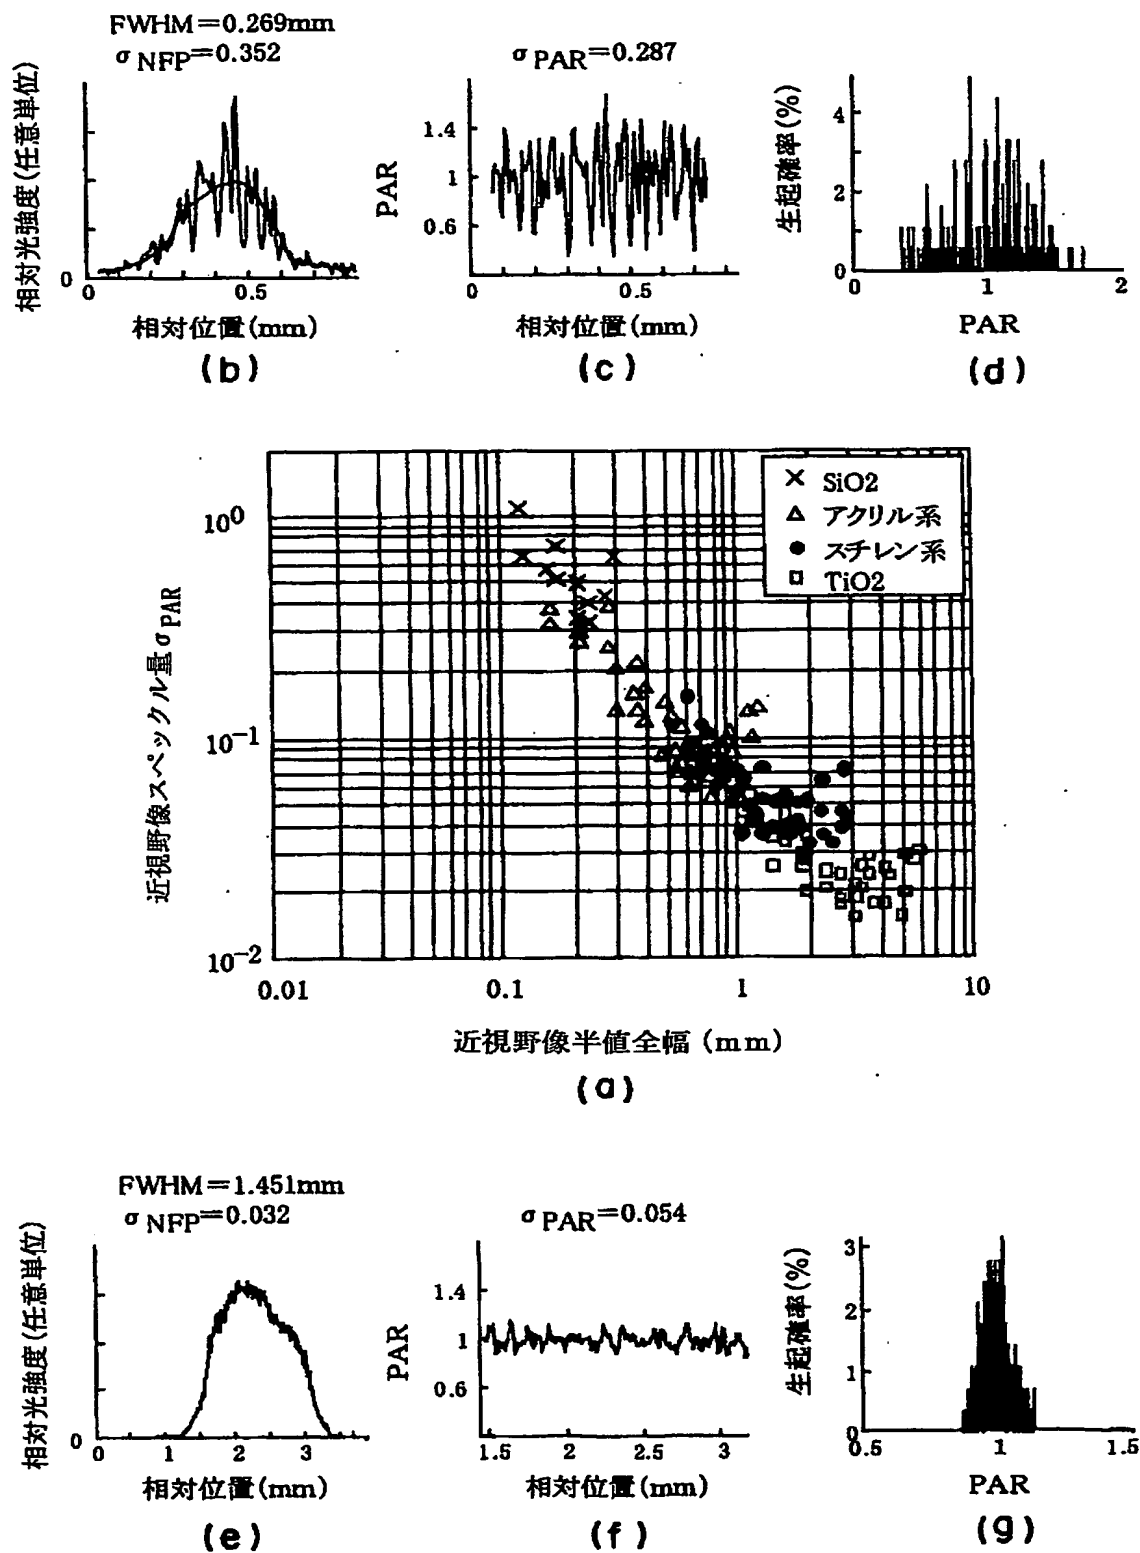 FWHM=0.269mm
σNFP=0.352
相対光強度(任意単位)
0
0
0.5
相対位置(mm)
(b)
σPAR=0.287
PAR
1.4
1
0.6
0
0.5
相対位置(mm)
(c)
生起確率(%)
4
2
0
0
1
2
PAR
(d)
近視野像スペックル量σPAR
10⁰
10⁻¹
10⁻²
0.01
0.1
1
10
SiO2
アクリル系
スチレン系
TiO2
近視野像半値全幅(mm)
(a)
FWHM=1.451mm
σNFP=0.032
相対光強度(任意単位)
0
0
1
2
3
相対位置(mm)
(e)
σPAR=0.054
PAR
1.4
1
0.6
1.5
2
2.5
3
相対位置(mm)
(f)
生起確率(%)
3
2
1
0
0.5
1
1.5
PAR
(g)